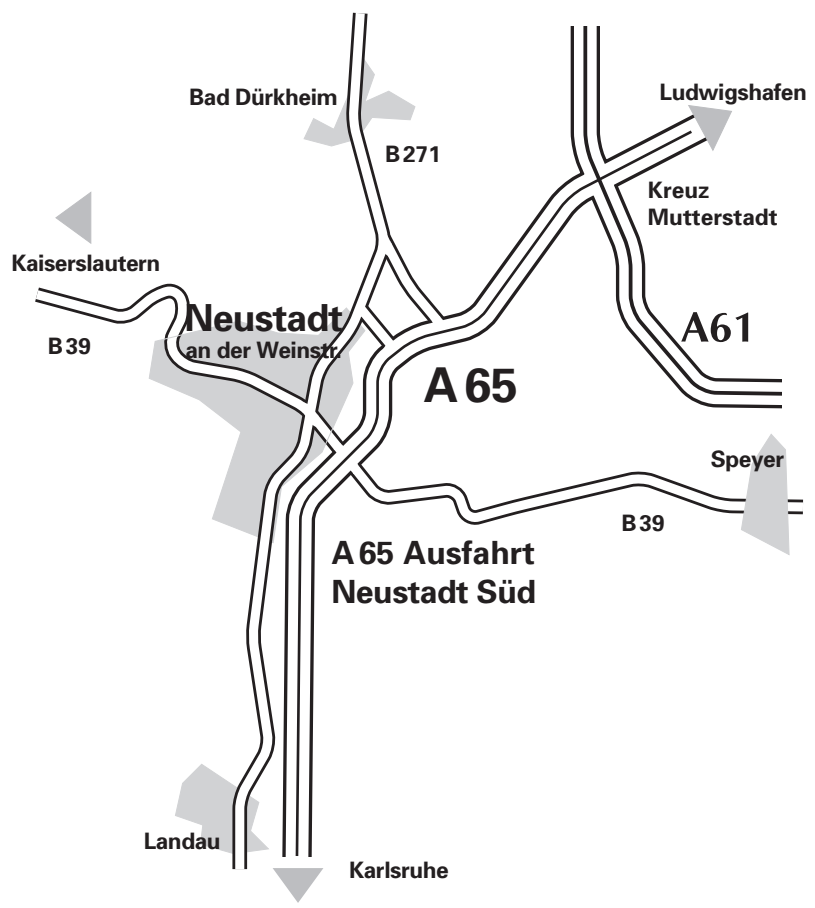 Bad Dürkheim
Ludwigshafen
B 271
Kreuz
Mutterstadt
Kaiserslautern
Neustadt
an der Weinstr.
B 39
A 61
A 65
Speyer
B 39
A 65 Ausfahrt
Neustadt Süd
Landau
Karlsruhe